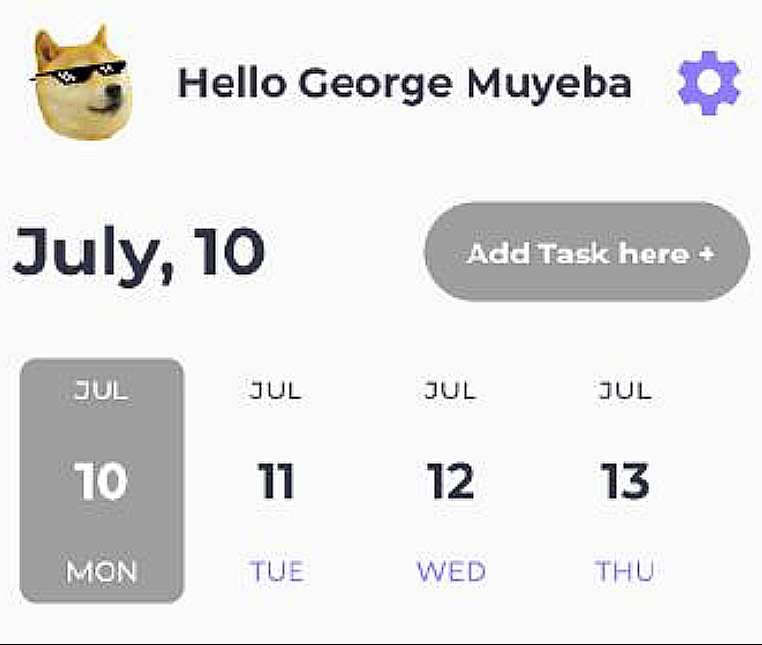 Hello George Muyeba
July, 10
Add Task here +
JUL JUL JUL JUL
10 11 12 13
MON TUE WED THU